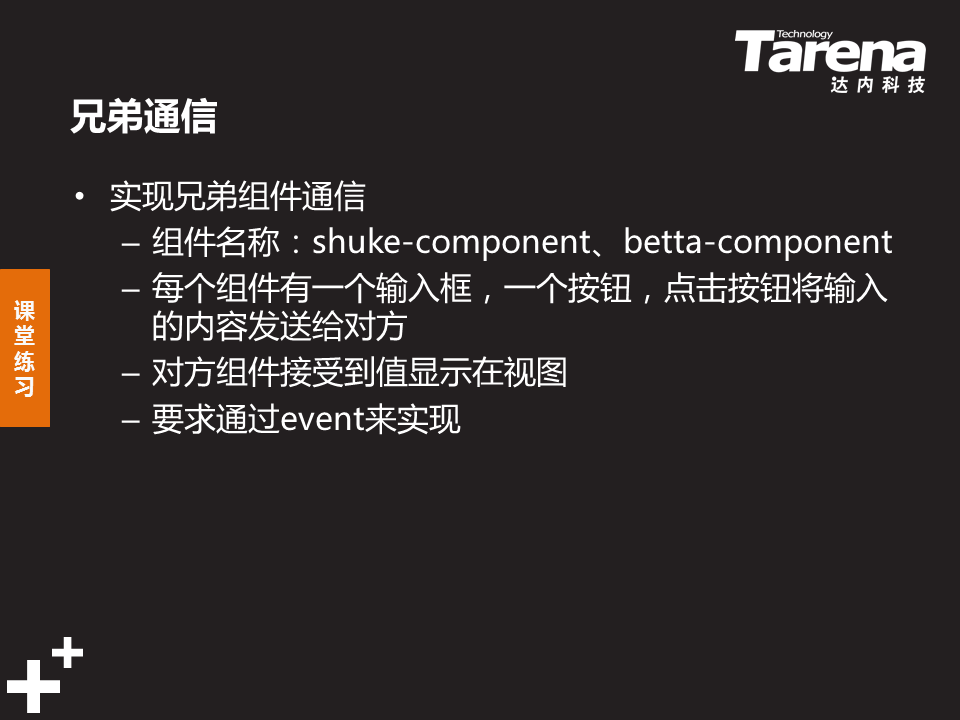 Technology
Tarena
达内科技
兄弟通信
• 实现兄弟组件通信
– 组件名称：shuke-component、betta-component
– 每个组件有一个输入框，一个按钮，点击按钮将输入
的内容发送给对方
– 对方组件接受到值显示在视图
– 要求通过event来实现
课
堂
练
习